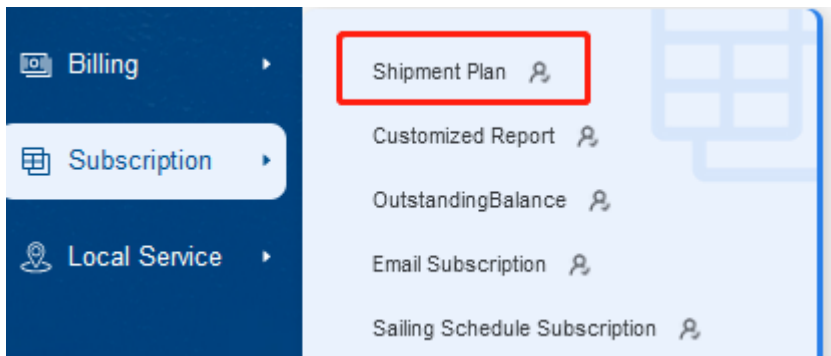 Billing
Subscription
Local Service
Shipment Plan
Customized Report
OutstandingBalance
Email Subscription
Sailing Schedule Subscription